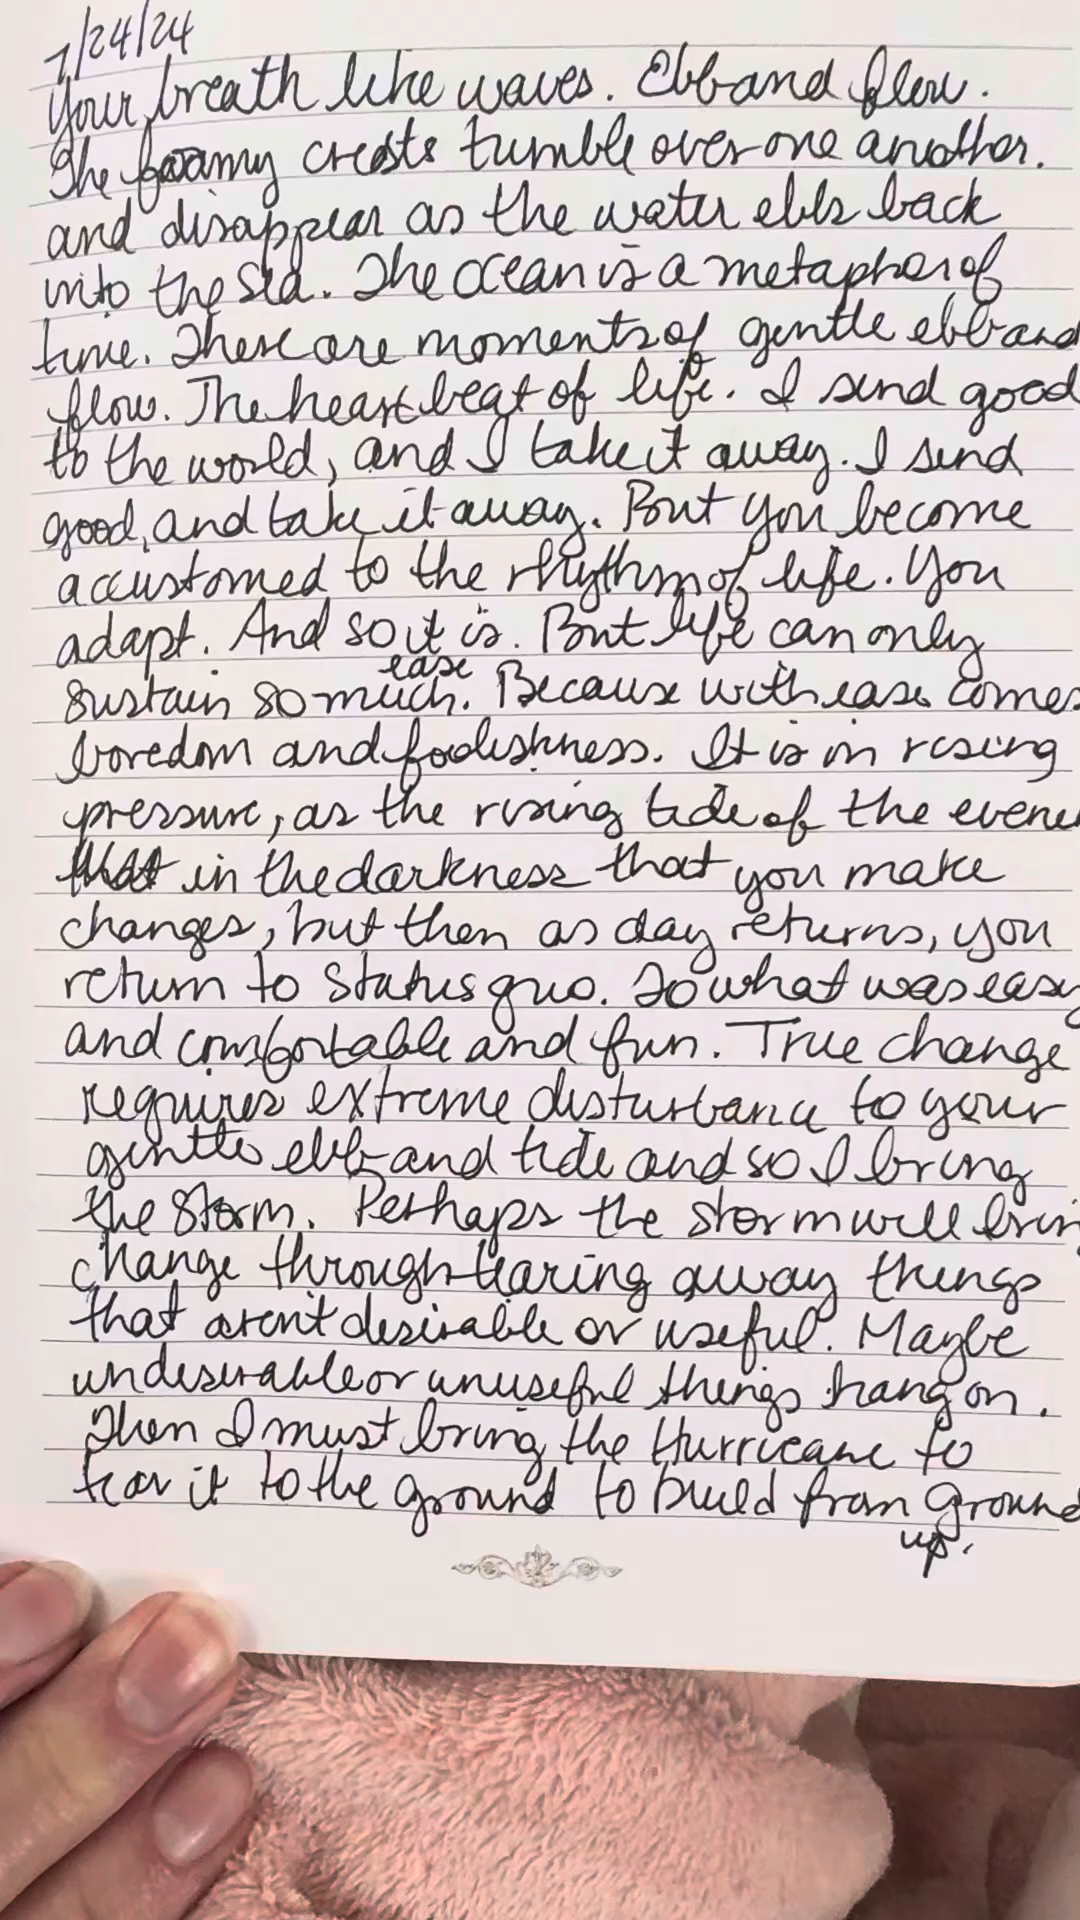 7/24/24
Your breath like waves. Ebb and flow.
The foamy crests tumble over one another.
and disappear as the water ebbs back
into the sea. The ocean is a metaphor of
time. There are moments of gentle ebb and
flow. The heart beat of life. I send good
to the world, and I take it away. I send
good, and take it away. But you become
accustomed to the rhythm of life. You
adapt. And so it is. But life can only
ease
sustain so much. Because with ease comes
boredom and foolishness. It is in rising
pressure, as the rising tide of the
in the darkness that you make
changes, but then as day returns, you
return to status quo. To what was easy
and comfortable and fun. True change
requires extreme disturbance to your
gentle ebb and tide and so I bring
the storm. Perhaps the storm will
change through tearing away things
that aren't desirable or useful. Maybe
undesirable or unuseful things hang on.
Then I must bring the Hurricane to
tear it to the ground to build from ground
up.